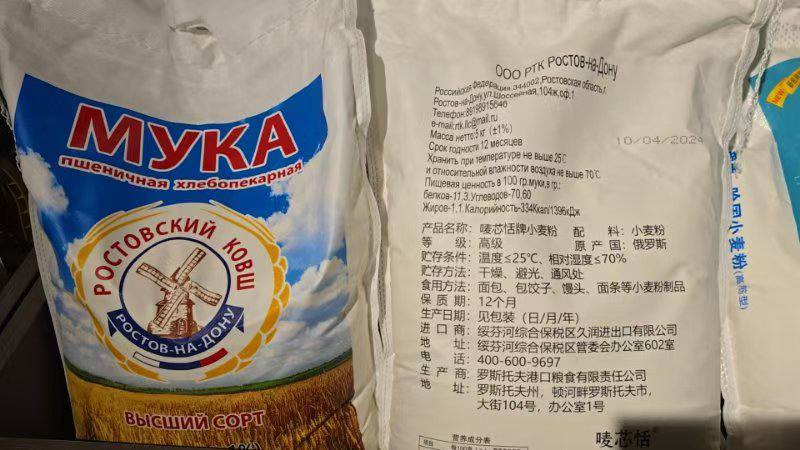 МУКА
пшеничная хлебопекарная
РОСТОВСКИЙ КОВШ
РОСТОВ-НА-ДОНУ
ВЫСШИЙ СОРТ
ООО РТК Ростов-на-Дону
Российская Федерация.344002,Ростовская область,г.
Ростов-на-Дону,ул.Шоссейная,104ж,оф.1
Телефон:89198915646
e-mail:rtk.llc@mail.ru
Масса нетто:5 кг (±1%)
Срок годности 12 месяцев
10/04/2024
Хранить при температуре не выше 25℃
и относительной влажности воздуха не выше 70℃
Пищевая ценность в 100 гр.муки,в гр.:
белков-11.3.Углеводов-70,60
Жиров-1.1.Калорийность-334Ккал/1396кДж
产品名称：唛芯恬牌小麦粉 配 料：小麦粉
等 级：高级 原 产 国：俄罗斯
贮存条件：温度≤25℃，相对湿度≤70%
贮存方法：干燥、避光、通风处
食用方法：面包、包饺子、馒头、面条等小麦粉制品
保 质 期：12个月
生产日期：见包装（日/月/年）
进 口 商：绥芬河综合保税区久润进出口有限公司
地 址：绥芬河综合保税区管委会办公室602室
电 话：400-600-9697
生 产 商：罗斯托夫港口粮食有限责任公司
地 址：罗斯托夫州，顿河畔罗斯托夫市，
大街104号，办公室1号
唛芯恬
营养成分表
项目
NEW
小麦粉